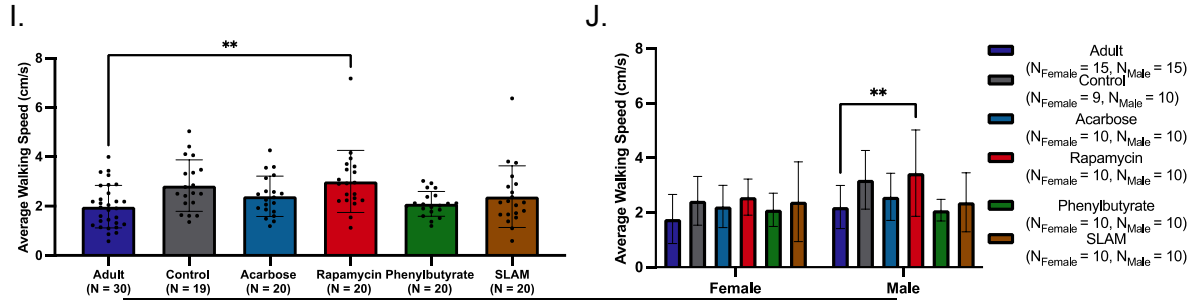 I.
Average Walking Speed (cm/s)
8
6
4
2
0
**
Adult Control Acarbose Rapamycin Phenylbutyrate SLAM
(N = 30) (N = 19) (N = 20) (N = 20) (N = 20) (N = 20)
J.
Average Walking Speed (cm/s)
8
6
4
2
0
**
Female Male
Adult
(NFemale = 15, NMale = 15)
Control
(NFemale = 9, NMale = 10)
Acarbose
(NFemale = 10, NMale = 10)
Rapamycin
(NFemale = 10, NMale = 10)
Phenylbutyrate
(NFemale = 10, NMale = 10)
SLAM
(NFemale = 10, NMale = 10)